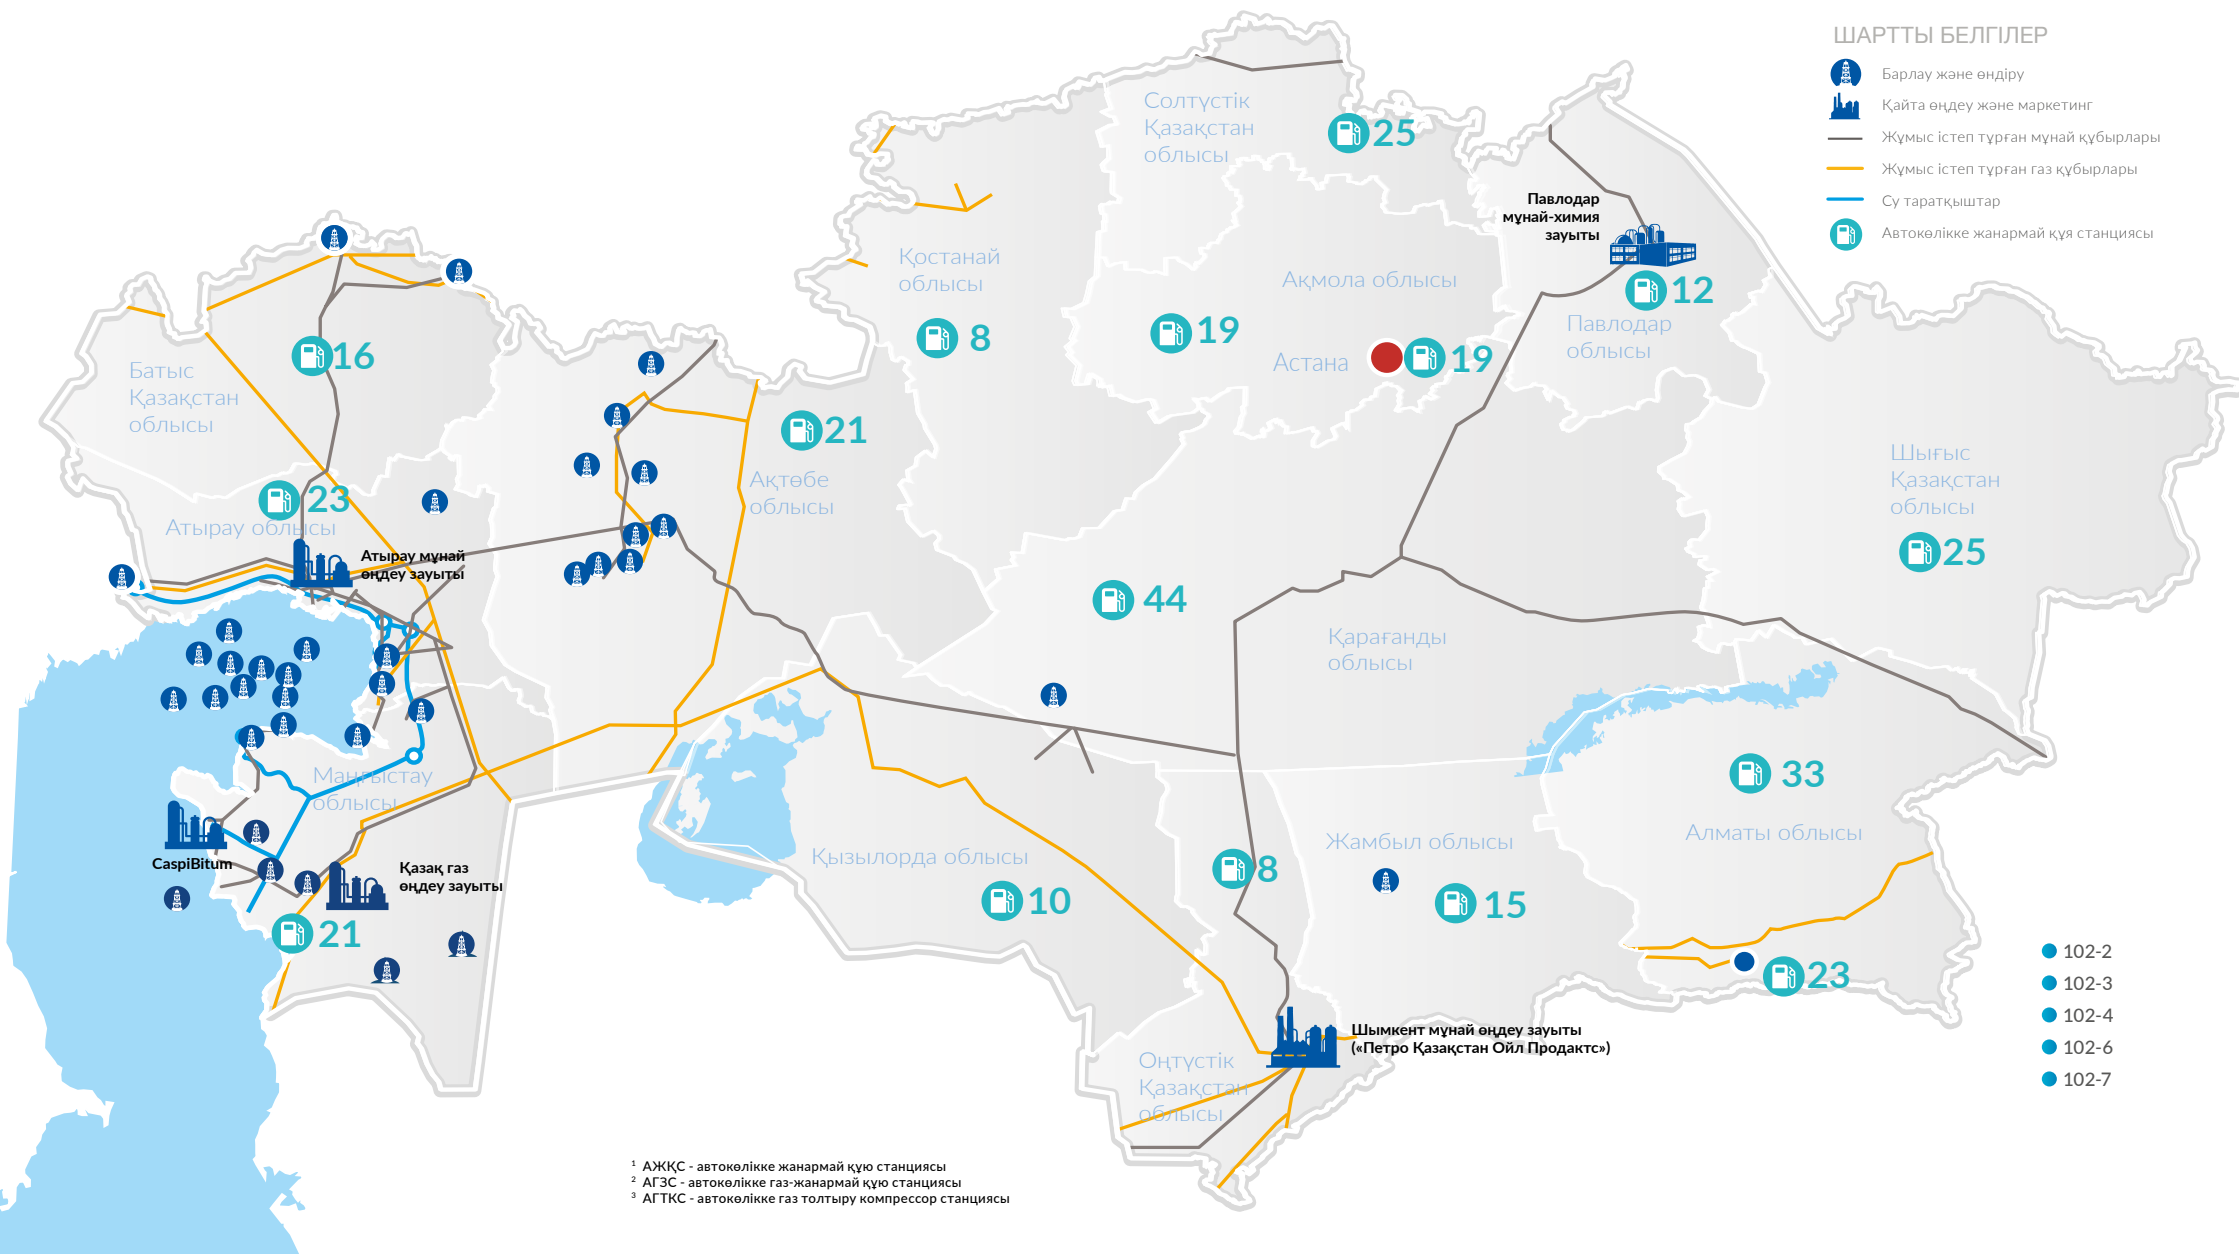 ШАРТТЫ БЕЛГІЛЕР
Барлау және өндіру
Қайта өңдеу және маркетинг
Жұмыс істеп тұрған мұнай құбырлары
Жұмыс істеп тұрған газ құбырлары
Су таратқыштар
Автокөлікке жанармай құя станциясы
Солтүстік
Қазақстан
облысы
25
Павлодар
мұнай-химия
зауыты
12
Павлодар
облысы
Қостанай
облысы
8
Ақмола облысы
19
Астана
19
16
Батыс
Қазақстан
облысы
21
Ақтөбе
облысы
23
Атырау облысы
Атырау мұнай
өңдеу зауыты
Шығыс
Қазақстан
облысы
25
44
Қарағанды
облысы
Маңғыстау
облысы
CaspiBitum
Қазақ газ
өңдеу зауыты
21
Қызылорда облысы
10
8
Жамбыл облысы
15
33
Алматы облысы
23
Шымкент мұнай өңдеу зауыты
(«Петро Қазақстан Ойл Продактс»)
Оңтүстік
Қазақстан
облысы
102-2
102-3
102-4
102-6
102-7
1 АЖҚС - автокөлікке жанармай құю станциясы
2 АГЗС - автокөлікке газ-жанармай құю станциясы
3 АГТКС - автокөлікке газ толтыру компрессор станциясы